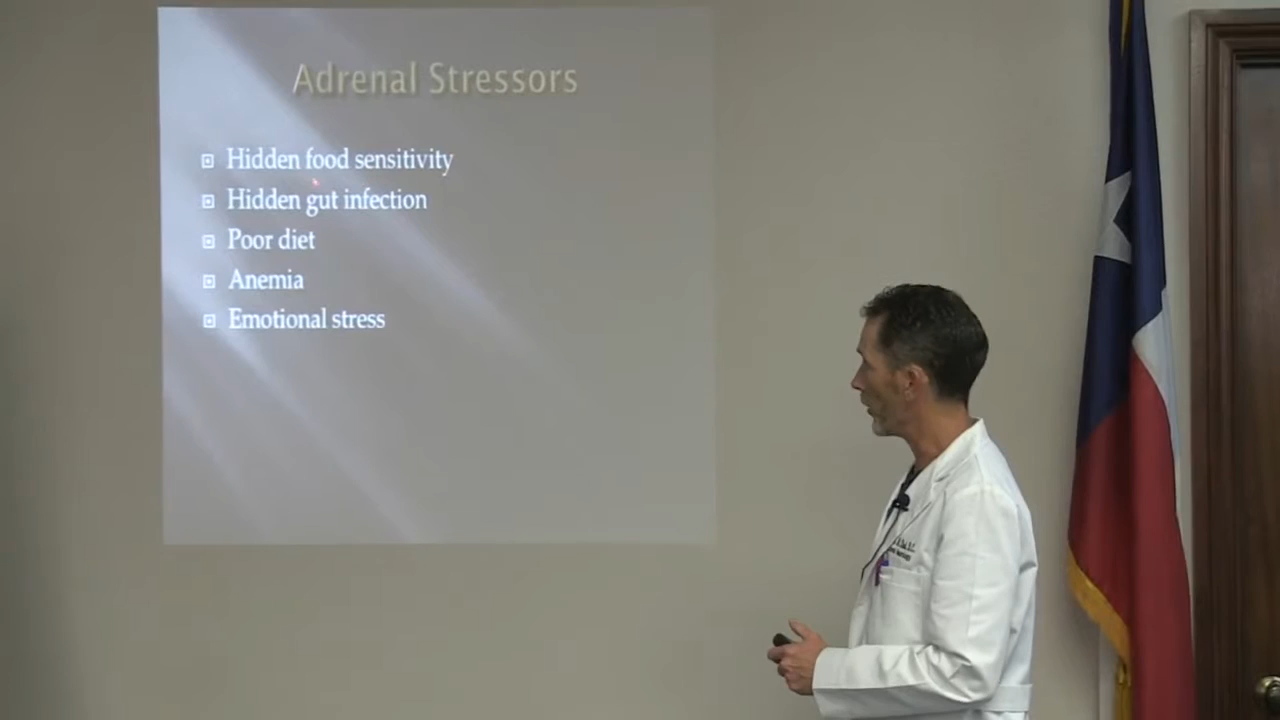 Adrenal Stressors
Hidden food sensitivity
Hidden gut infection
Poor diet
Anemia
Emotional stress